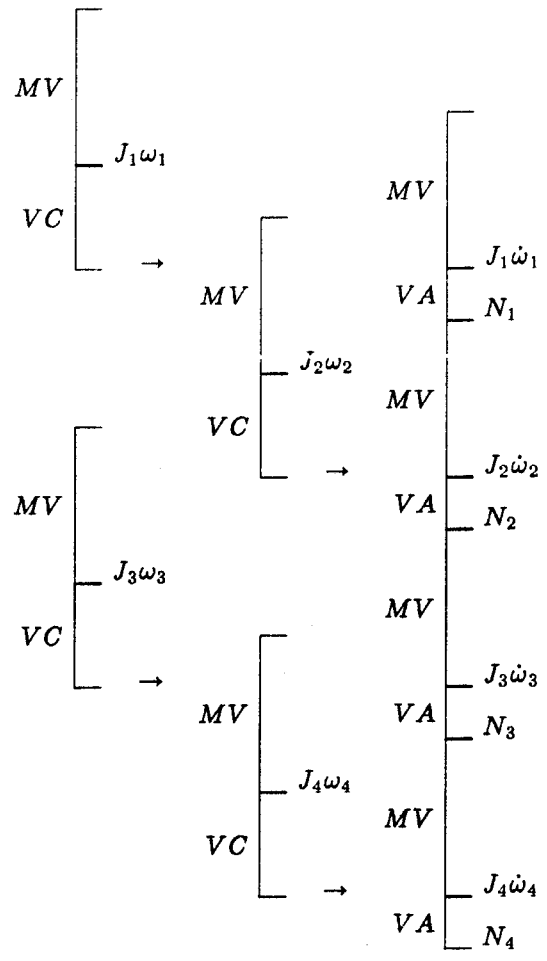 MV
J₁ω₁
VC
→
MV
J₂ω₂
VC
→
MV
J₃ω₃
VC
→
MV
J₄ω₄
VC
→
MV
J₁ω̇₁
VA
N₁
MV
J₂ω̇₂
VA
N₂
MV
J₃ω̇₃
VA
N₃
MV
J₄ω̇₄
VA
N₄